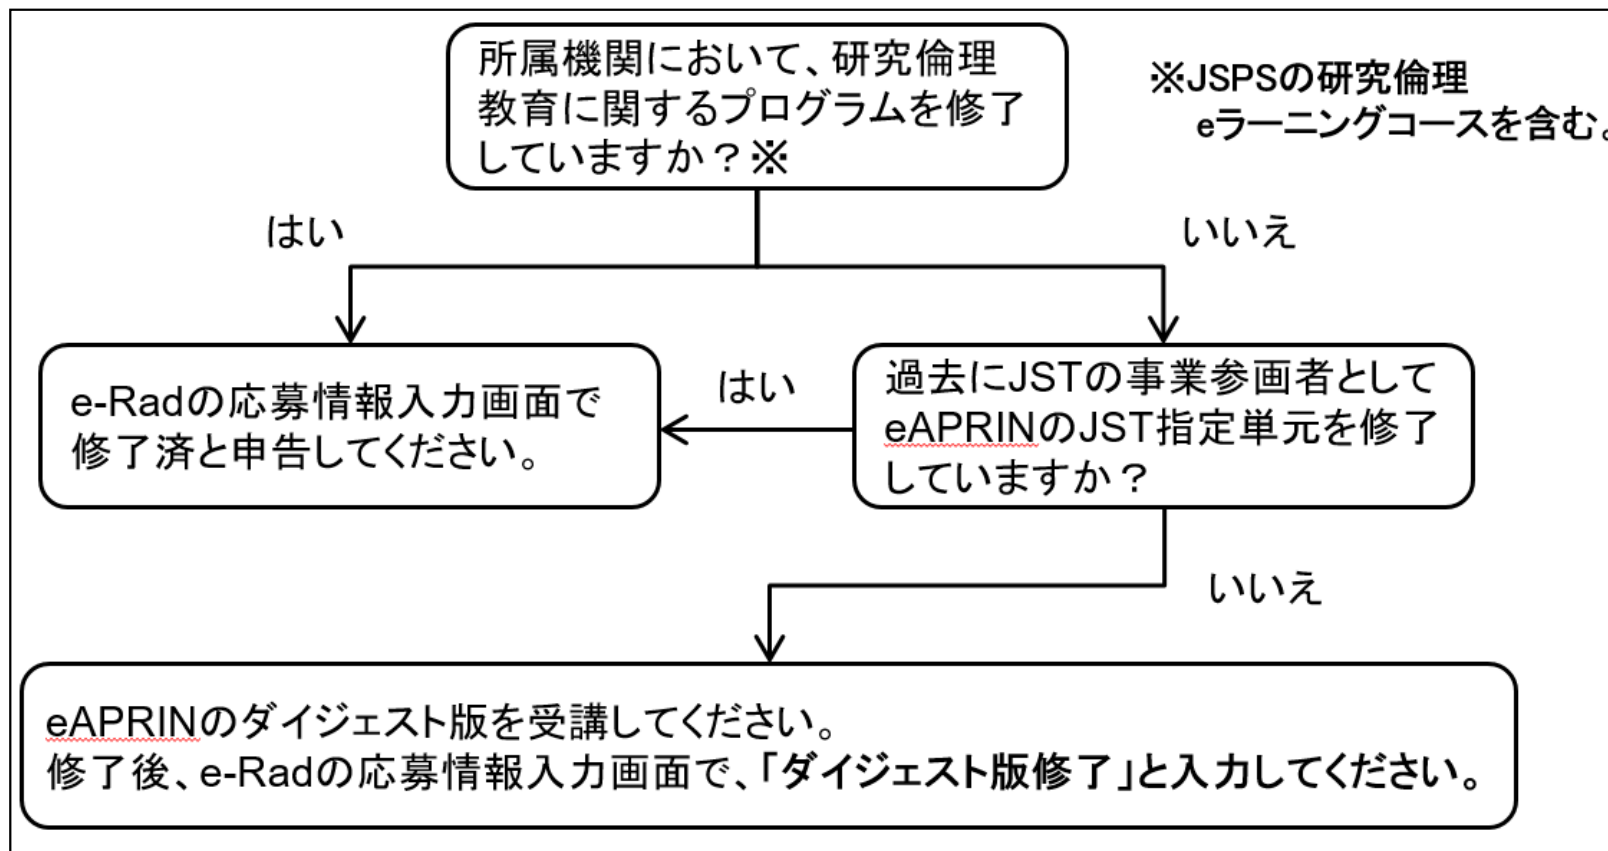 所属機関において、研究倫理
教育に関するプログラムを修了
していますか？※
※JSPSの研究倫理
eラーニングコースを含む。
はい
いいえ
e-Radの応募情報入力画面で
修了済と申告してください。
はい
過去にJSTの事業参画者として
eAPRINのJST指定単元を修了
していますか？
いいえ
eAPRINのダイジェスト版を受講してください。
修了後、e-Radの応募情報入力画面で、「ダイジェスト版修了」と入力してください。